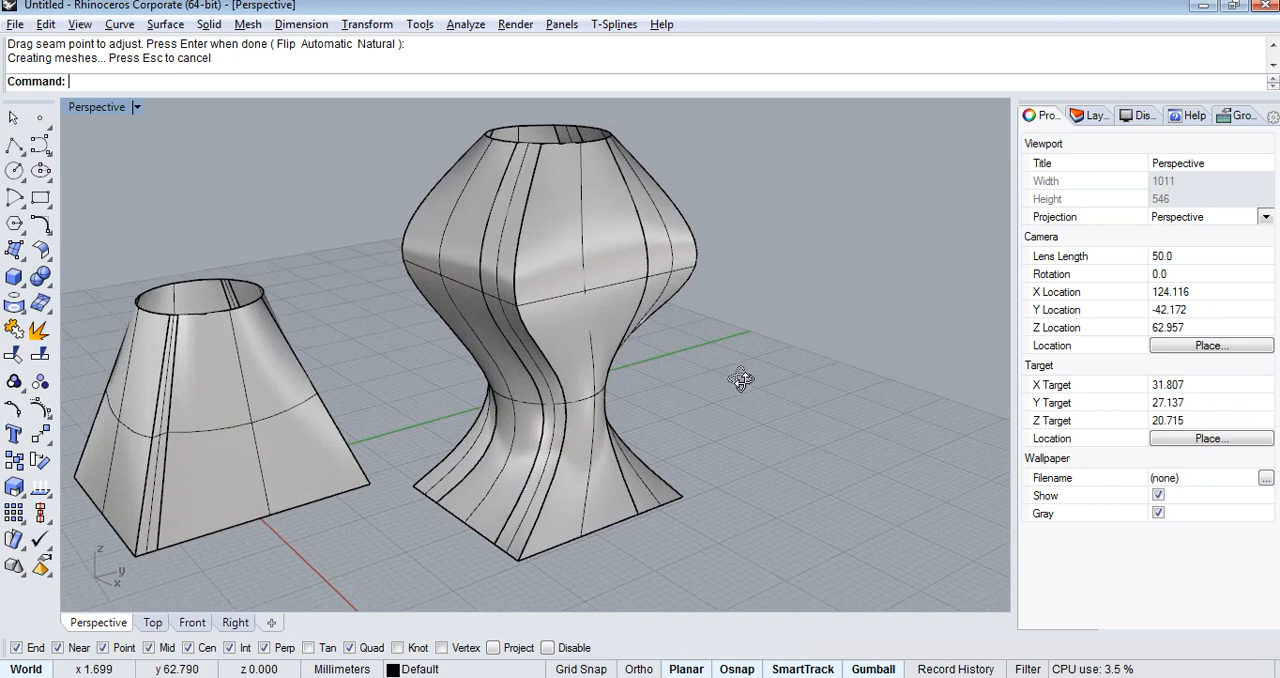 Untitled - Rhinoceros Corporate (64-bit) - [Perspective]
File Edit View Curve Surface Solid Mesh Dimension Transform Tools Analyze Render Panels T-Splines Help
Drag seam point to adjust. Press Enter when done ( Flip Automatic Natural ):
Creating meshes... Press Esc to cancel
Command:
Perspective
Pro... Lay... Dis... Help Gro...
Viewport
Title Perspective
Width 1011
Height 546
Projection Perspective
Camera
Lens Length 50.0
Rotation 0.0
X Location 124.116
Y Location -42.172
Z Location 62.957
Location Place...
Target
X Target 31.807
Y Target 27.137
Z Target 20.715
Location Place...
Wallpaper
Filename (none) ...
Show
Gray
z
y
x
Perspective Top Front Right
End Near Point Mid Cen Int Perp Tan Quad Knot Vertex Project Disable
World x 1.699 y 62.790 z 0.000 Millimeters Default Grid Snap Ortho Planar Osnap SmartTrack Gumball Record History Filter CPU use: 3.5 %